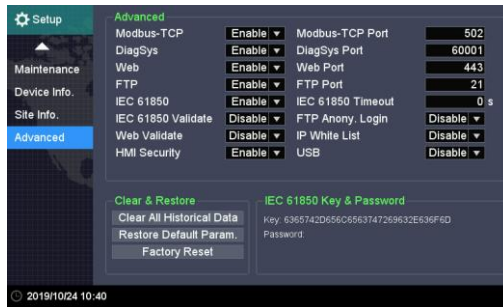 Setup
Maintenance
Device Info.
Site Info.
Advanced
Advanced
Modbus-TCP Enable Modbus-TCP Port 502
DiagSys Enable DiagSys Port 60001
Web Enable Web Port 443
FTP Enable FTP Port 21
IEC 61850 Enable IEC 61850 Timeout 0 s
IEC 61850 Validate Disable FTP Anony. Login Disable
Web Validate Disable IP White List Disable
HMI Security Enable USB Disable
Clear & Restore
Clear All Historical Data
Restore Default Param.
Factory Reset
IEC 61850 Key & Password
Key: 6365742D656C6563747269632E636F6D
Password:
2019/10/24 10:40